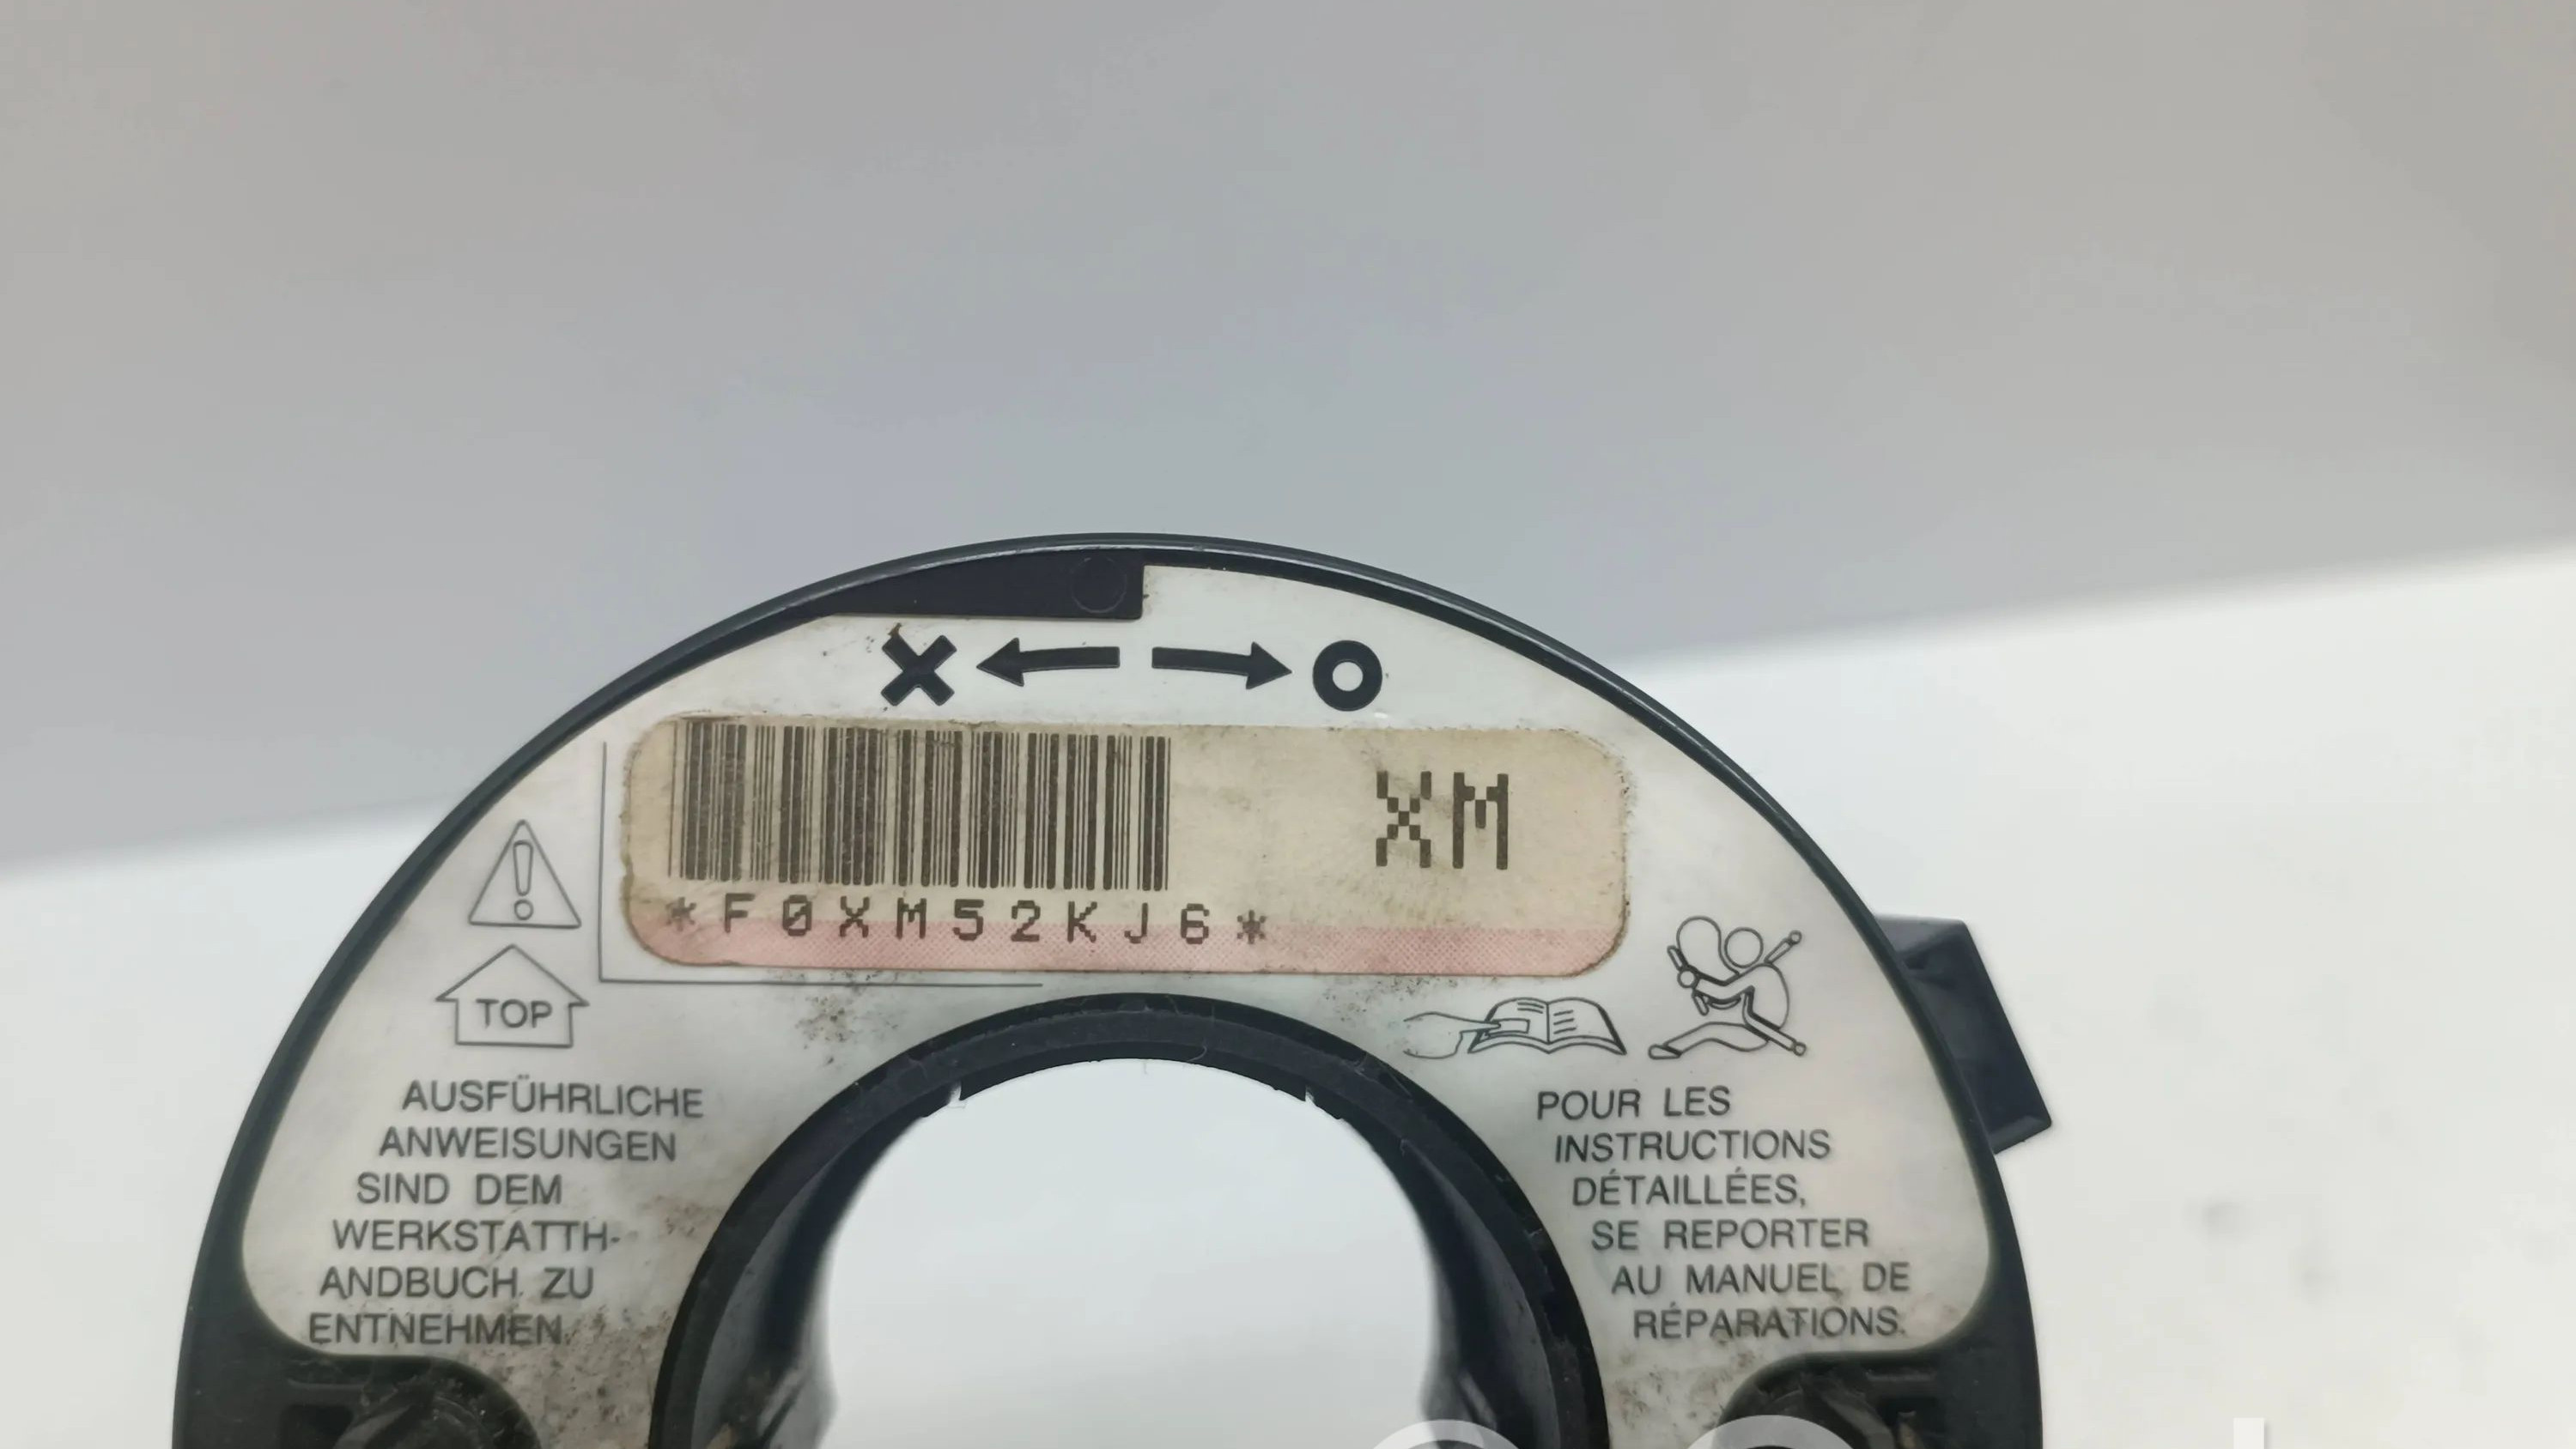 XM
*F0XM52KJ6*
TOP
AUSFÜHRLICHE
ANWEISUNGEN
SIND DEM
WERKSTATTH-
ANDBUCH ZU
ENTNEHMEN.
POUR LES
INSTRUCTIONS
DÉTAILLÉES,
SE REPORTER
AU MANUEL DE
RÉPARATIONS.